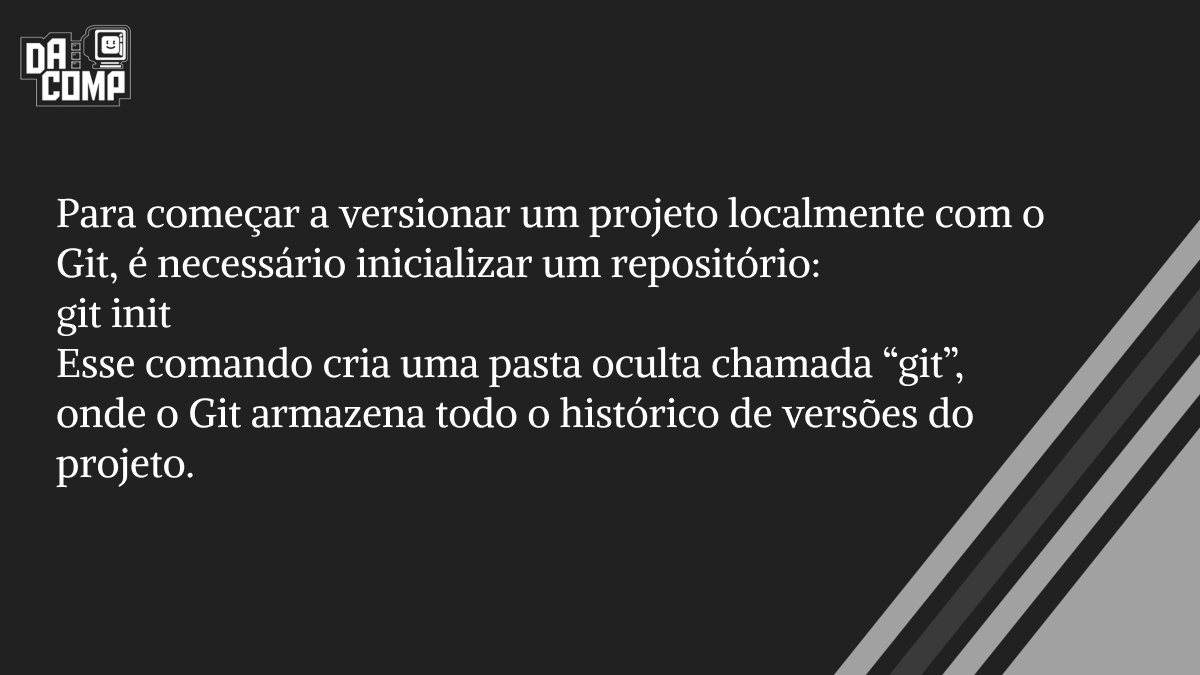 DA
COMP
Para começar a versionar um projeto localmente com o
Git, é necessário inicializar um repositório:
git init
Esse comando cria uma pasta oculta chamada “git”,
onde o Git armazena todo o histórico de versões do
projeto.